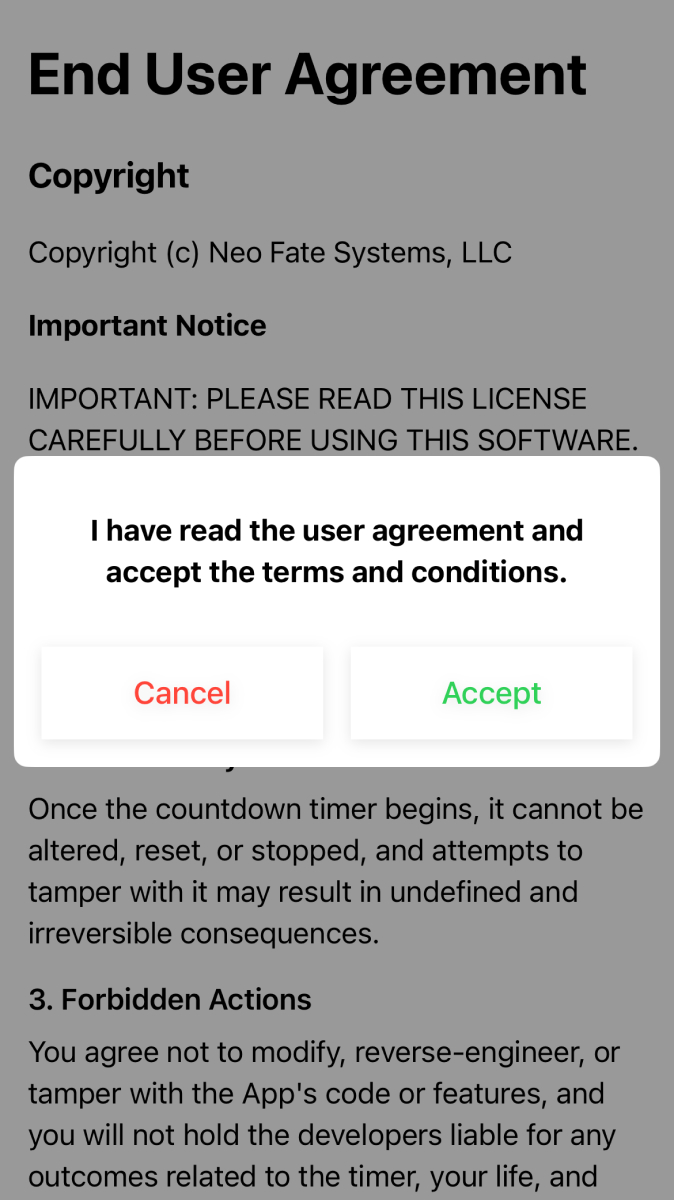 End User Agreement
Copyright
Copyright (c) Neo Fate Systems, LLC
Important Notice
IMPORTANT: PLEASE READ THIS LICENSE
CAREFULLY BEFORE USING THIS SOFTWARE.
I have read the user agreement and
accept the terms and conditions.
Cancel
Accept
Once the countdown timer begins, it cannot be
altered, reset, or stopped, and attempts to
tamper with it may result in undefined and
irreversible consequences.
3. Forbidden Actions
You agree not to modify, reverse-engineer, or
tamper with the App's code or features, and
you will not hold the developers liable for any
outcomes related to the timer, your life, and